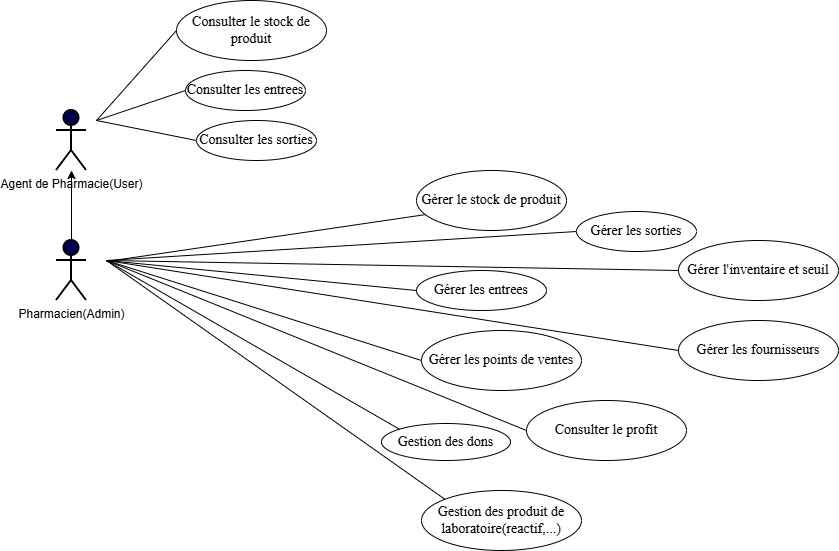 Consulter le stock de
produit
Consulter les entrees
Consulter les sorties
Agent de Pharmacie(User)
Gérer le stock de produit
Gérer les sorties
Gérer l'inventaire et seuil
Gérer les entrees
Pharmacien(Admin)
Gérer les fournisseurs
Gérer les points de ventes
Consulter le profit
Gestion des dons
Gestion des produit de
laboratoire(reactif,...)